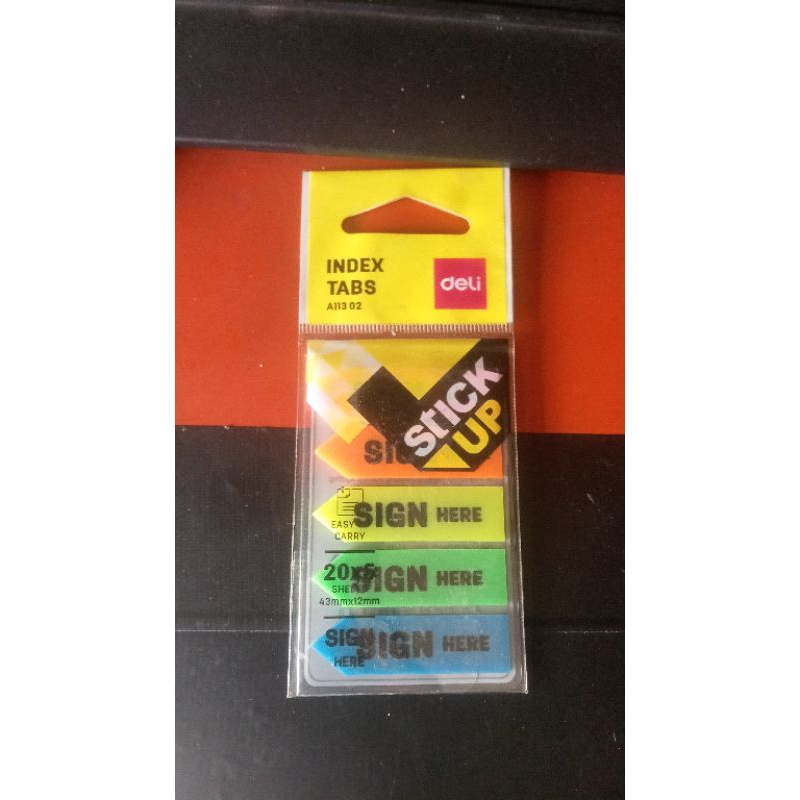 INDEX
TABS
A113 02
deli
STICK
UP
SIGN HERE
EASY
CARRY
20x5
SHEETS
43mmx12mm
SIGN HERE
SIGN
HERE
SIGN HERE